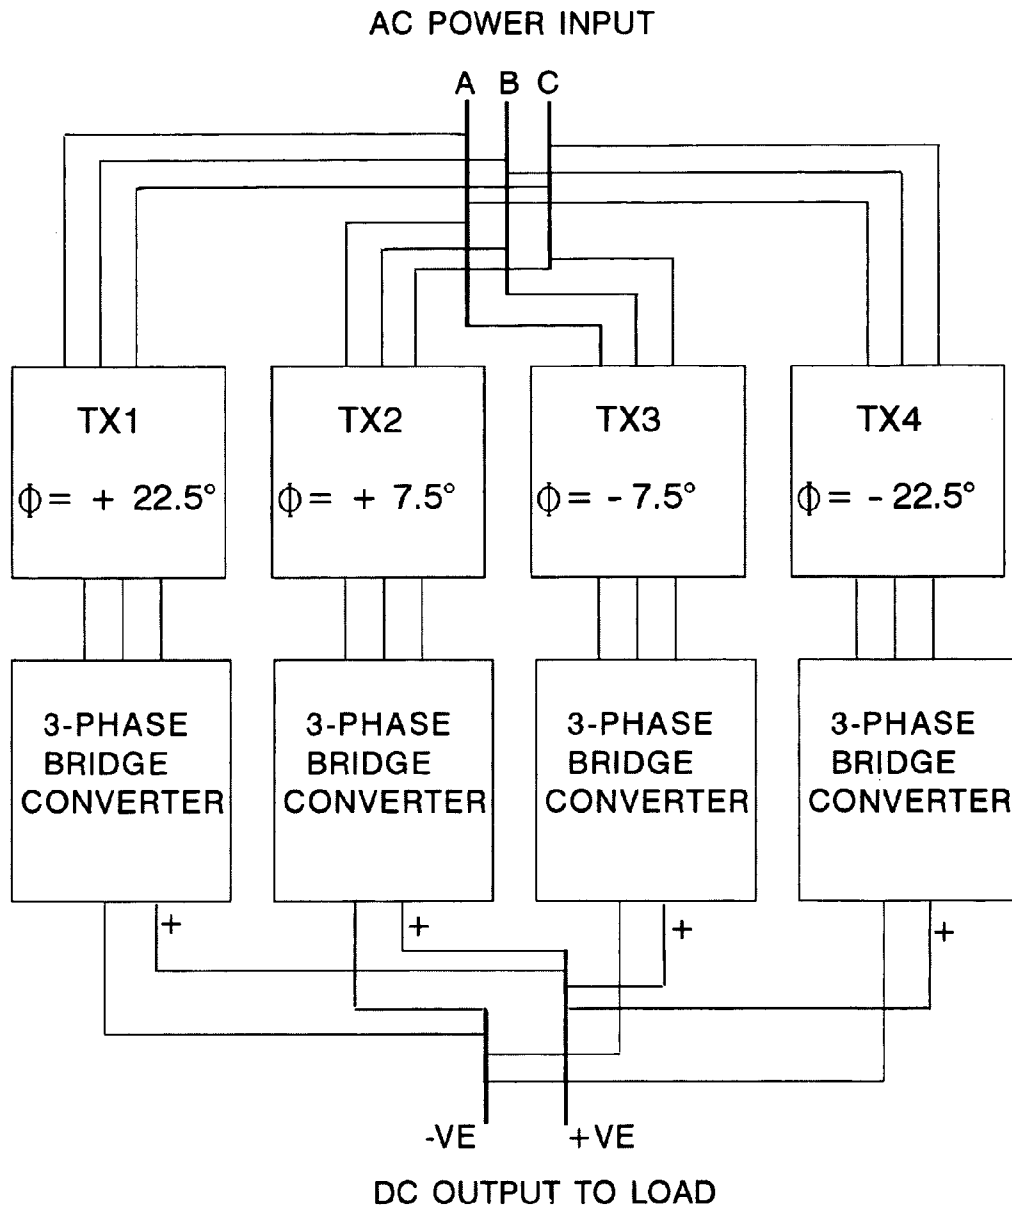 AC POWER INPUT
A B C
TX1
Φ = + 22.5°
TX2
Φ = + 7.5°
TX3
Φ = - 7.5°
TX4
Φ = - 22.5°
3-PHASE
BRIDGE
CONVERTER
3-PHASE
BRIDGE
CONVERTER
3-PHASE
BRIDGE
CONVERTER
3-PHASE
BRIDGE
CONVERTER
+ + + +
-VE +VE
DC OUTPUT TO LOAD